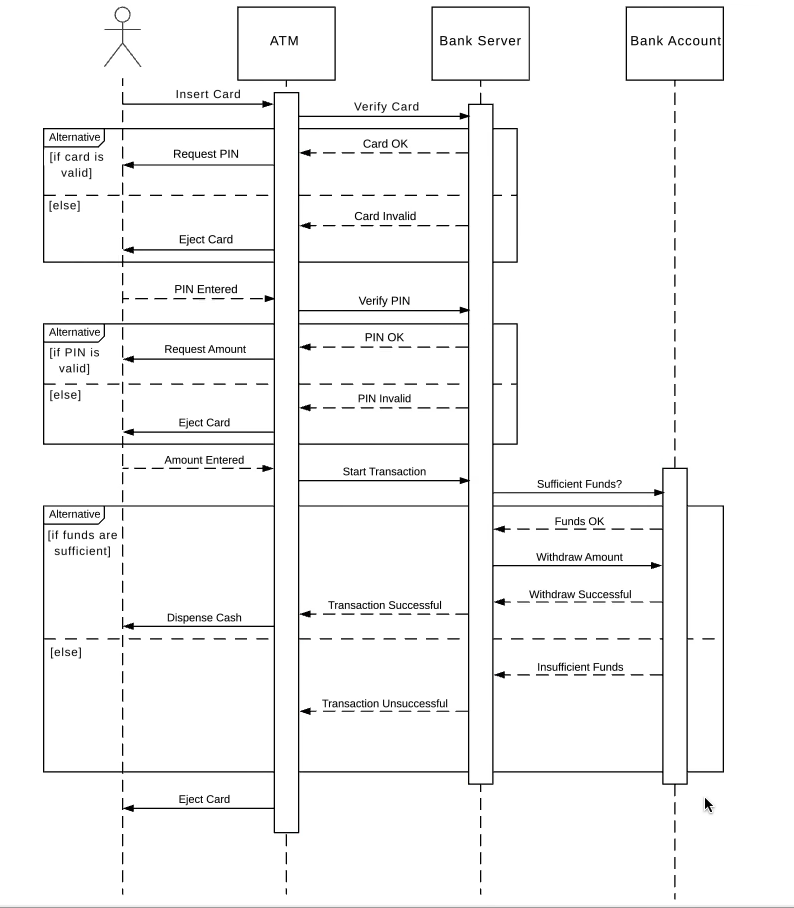 ATM
Bank Server
Bank Account
Insert Card
Verify Card
Alternative
Card OK
[if card is
valid]
Request PIN
[else]
Card Invalid
Eject Card
PIN Entered
Verify PIN
Alternative
PIN OK
[if PIN is
valid]
Request Amount
[else]
PIN Invalid
Eject Card
Amount Entered
Start Transaction
Sufficient Funds?
Alternative
Funds OK
[if funds are
sufficient]
Withdraw Amount
Withdraw Successful
Transaction Successful
Dispense Cash
[else]
Insufficient Funds
Transaction Unsuccessful
Eject Card